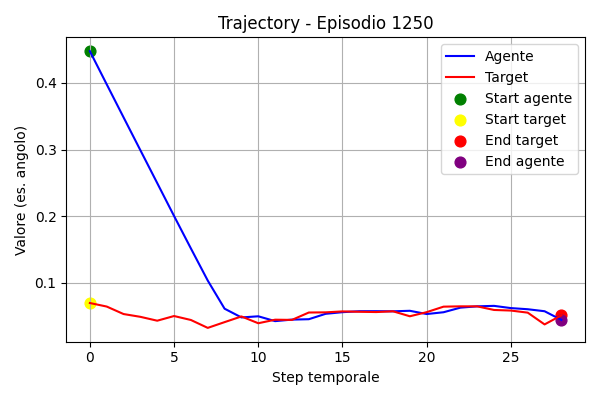 Trajectory - Episodio 1250
Valore (es. angolo)
0.4
0.3
0.2
0.1
Agente
Target
Start agente
Start target
End target
End agente
0 5 10 15 20 25
Step temporale